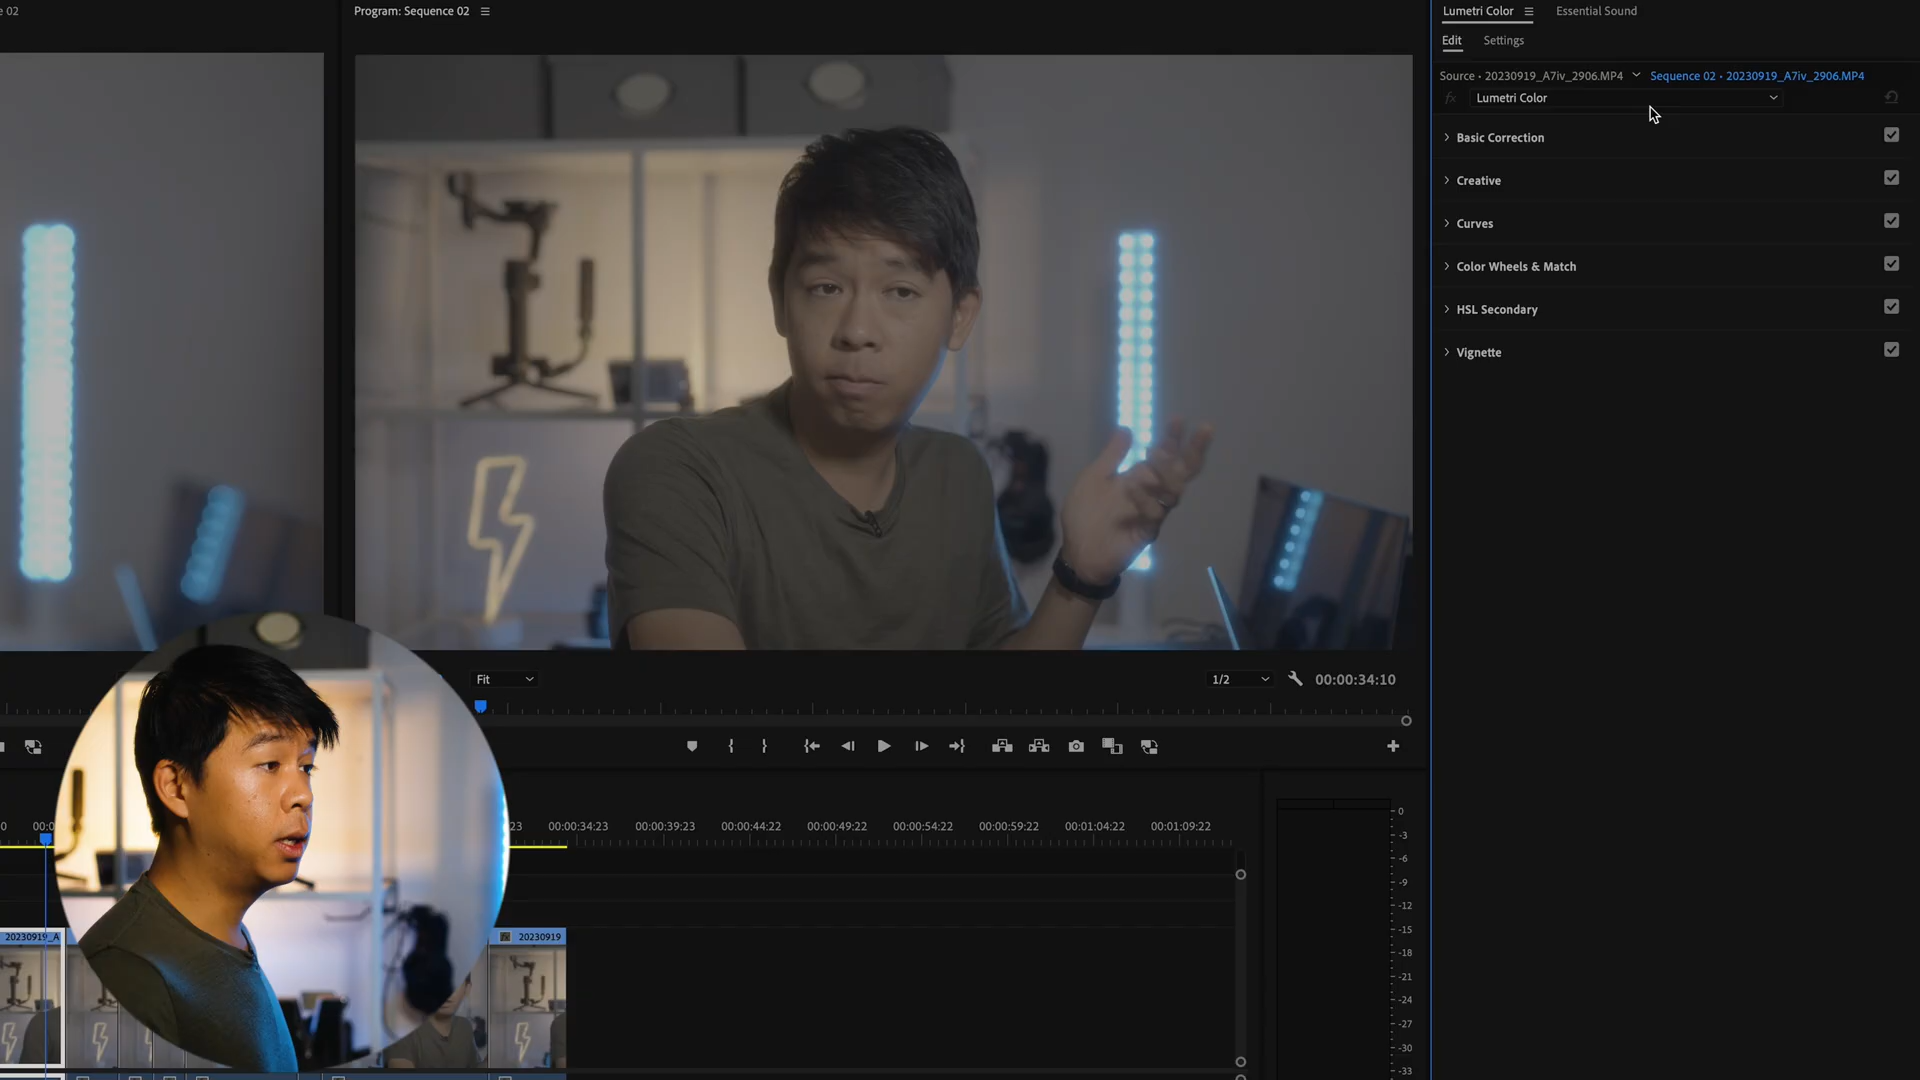 e 02
Program: Sequence 02
Lumetri Color
Essential Sound
Edit
Settings
Source • 20230919_A7iv_2906.MP4
Sequence 02 • 20230919_A7iv_2906.MP4
fx
Lumetri Color
Basic Correction
Creative
Curves
Color Wheels & Match
HSL Secondary
Vignette
Fit
1/2
00:00:34:10
0
00:0
23
00:00:34:23
00:00:39:23
00:00:44:22
00:00:49:22
00:00:54:22
00:00:59:22
00:01:04:22
00:01:09:22
20230919_A
20230919
0
-3
-6
-9
-12
-15
-18
-21
-24
-27
-30
-33